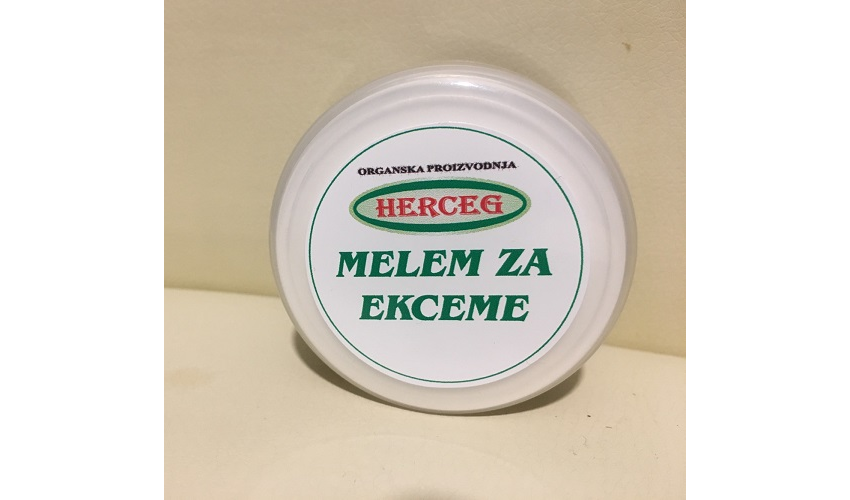 ORGANSKA PROIZVODNJA
HERCEG
MELEM ZA
EKCEME